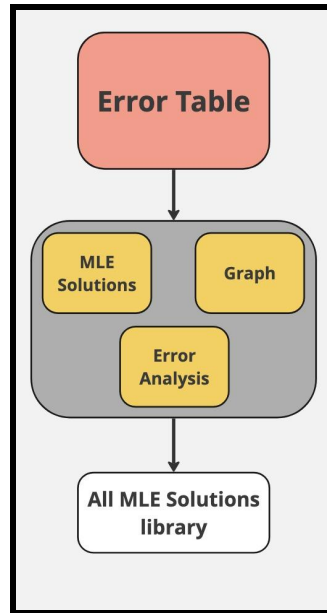 Error Table
MLE
Solutions
Graph
Error
Analysis
All MLE Solutions
library